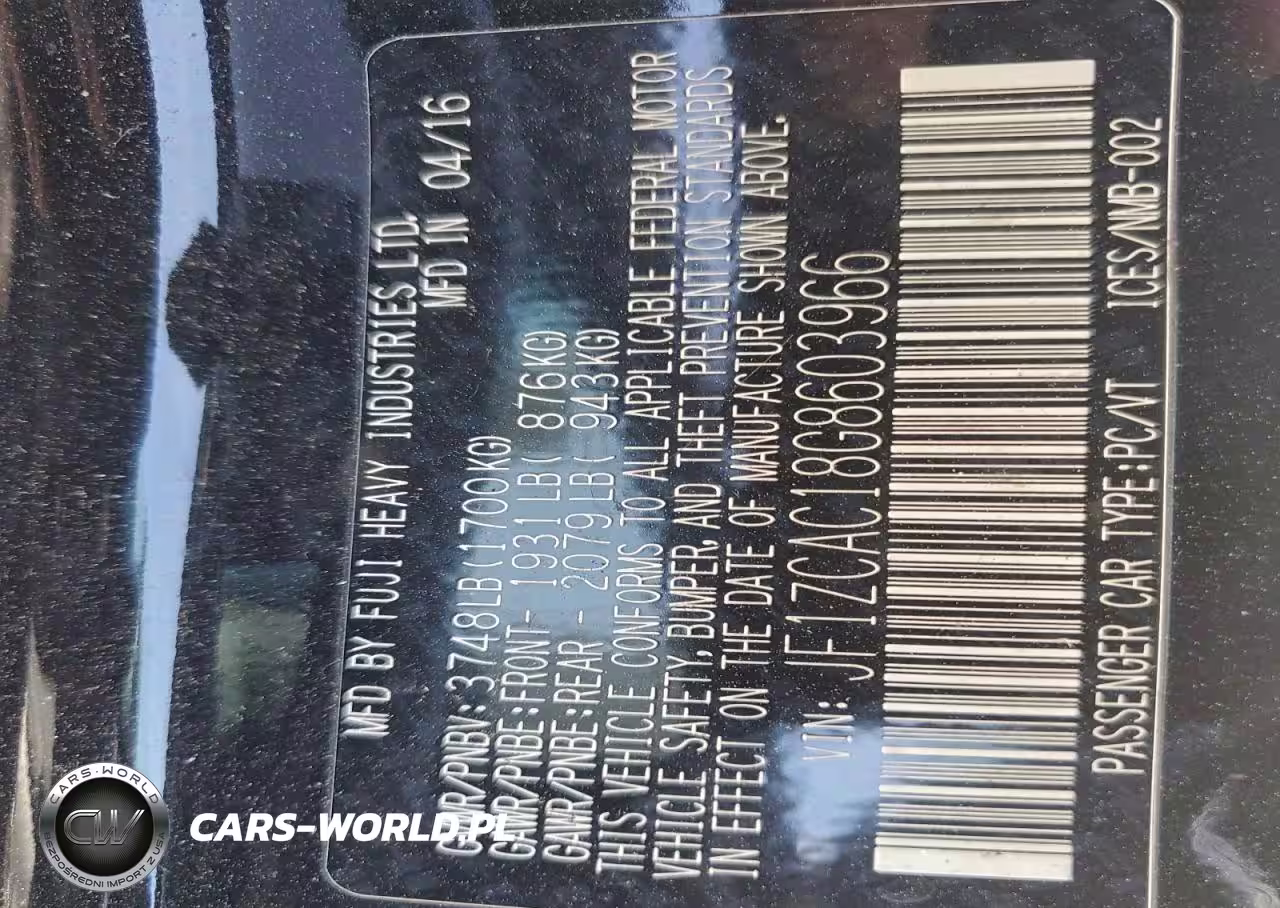 MFD BY FUJI HEAVY INDUSTRIES LTD.
MFD IN 04/16
GVWR/PNBV:3748LB(1700KG)
GAWR/PNBE:FRONT- 1931 LB( 876KG)
GAWR/PNBE:REAR - 2079 LB( 943KG)
THIS VEHICLE CONFORMS TO ALL APPLICABLE FEDERAL MOTOR
VEHICLE SAFETY,BUMPER,AND THEFT PREVENTION STANDARDS
IN EFFECT ON THE DATE OF MANUFACTURE SHOWN ABOVE.
VIN: JF1ZCAC18G8603966
PASSENGER CAR TYPE:PC/VT ICES/NMB-002
CARS-WORLD
CW
BEZPOŚREDNI IMPORT Z USA
CARS-WORLD.PL